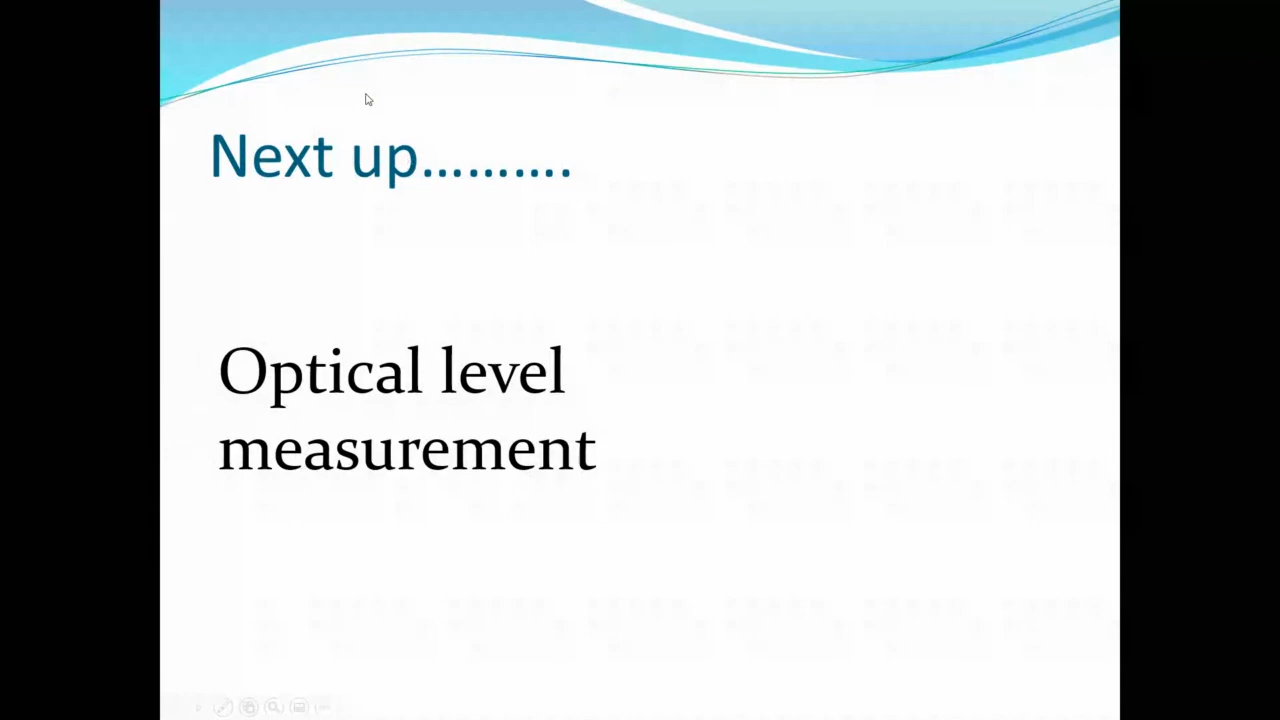 Next up……….
Optical level
measurement